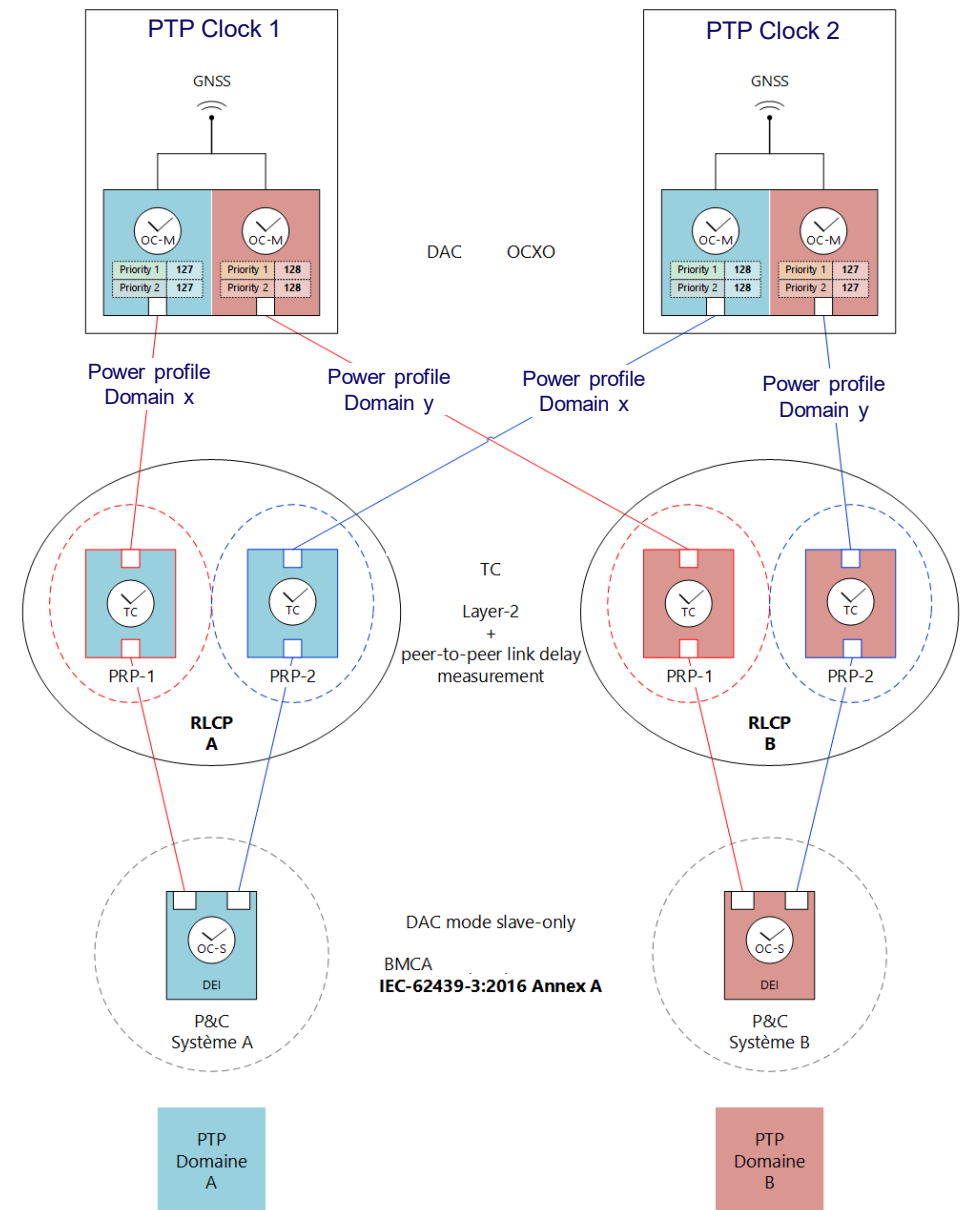 PTP Clock 1
PTP Clock 2
GNSS
GNSS
OC-M
OC-M
OC-M
OC-M
Priority 1 127
Priority 2 127
Priority 1 128
Priority 2 128
DAC OCXO
Priority 1 128
Priority 2 128
Priority 1 127
Priority 2 127
Power profile
Domain x
Power profile
Domain y
Power profile
Domain x
Power profile
Domain y
TC
TC
TC
TC
TC
Layer-2
+
peer-to-peer link delay
measurement
PRP-1
PRP-2
PRP-1
PRP-2
RLCP
A
RLCP
B
DAC mode slave-only
BMCA
IEC-62439-3:2016 Annex A
OC-S
DEI
OC-S
DEI
P&C
Système A
P&C
Système B
PTP
Domaine
A
PTP
Domaine
B